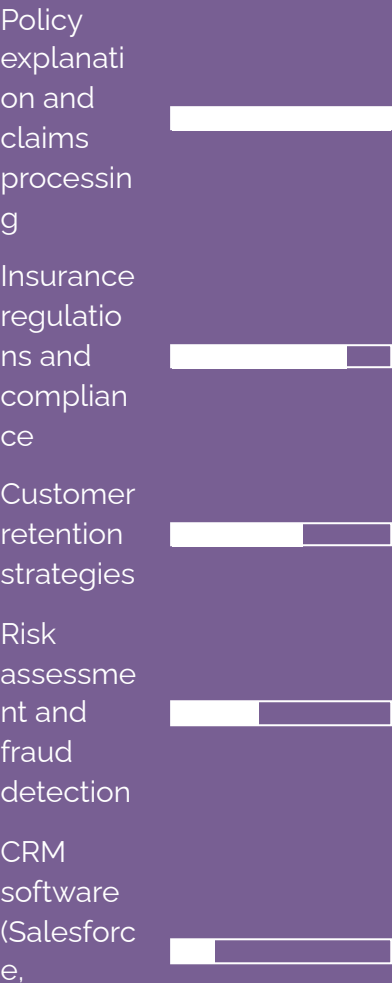 Policy
explanati
on and
claims
processin
g
Insurance
regulatio
ns and
complian
ce
Customer
retention
strategies
Risk
assessme
nt and
fraud
detection
CRM
software
(Salesforc
e,